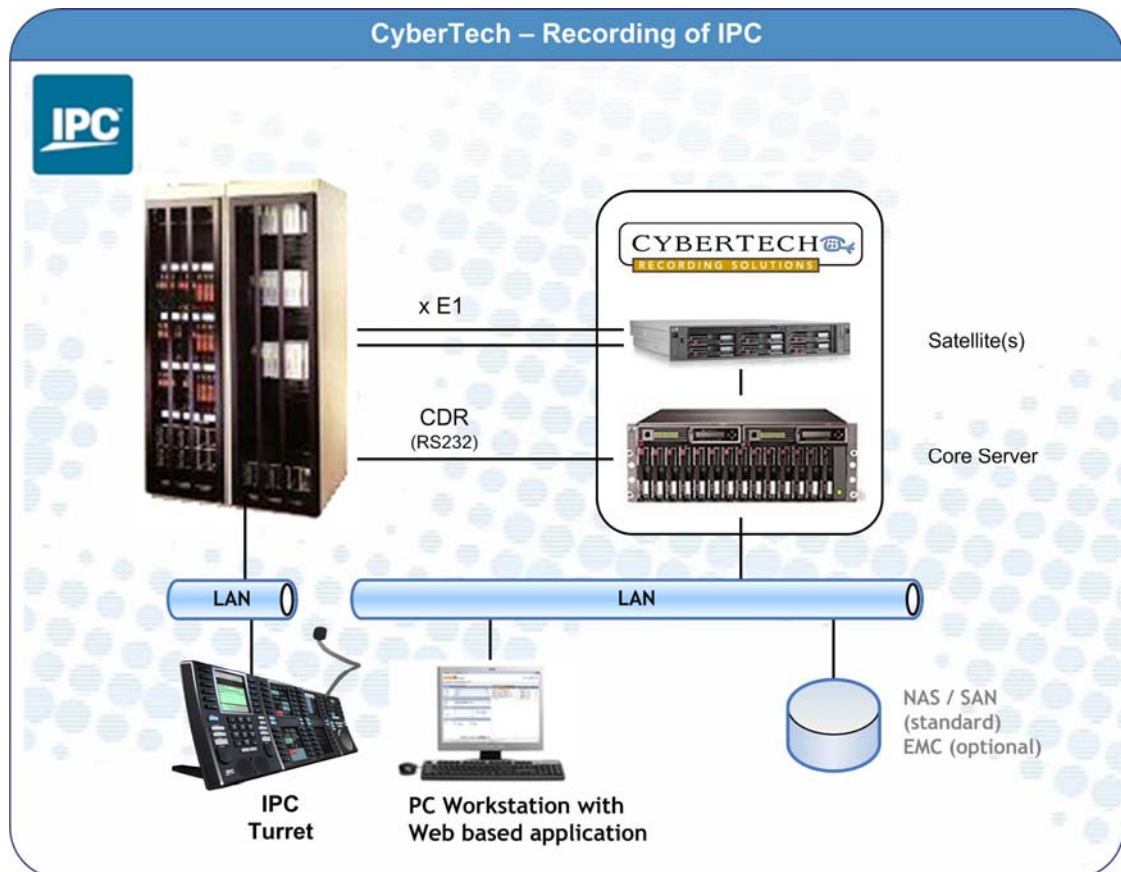 CyberTech – Recording of IPC
IPC
CYBERTECH
RECORDING SOLUTIONS
x E1
Satellite(s)
CDR
(RS232)
Core Server
LAN
LAN
NAS / SAN
(standard)
EMC (optional)
IPC
Turret
PC Workstation with
Web based application